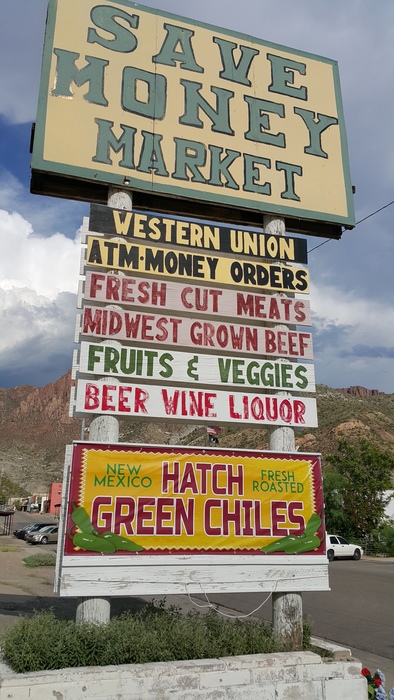 SAVE
MONEY
MARKET
WESTERN UNION
ATM·MONEY ORDERS
FRESH CUT MEATS
MIDWEST GROWN BEEF
FRUITS & VEGGIES
BEER WINE LIQUOR
NEW MEXICO
HATCH
FRESH ROASTED
GREEN CHILES